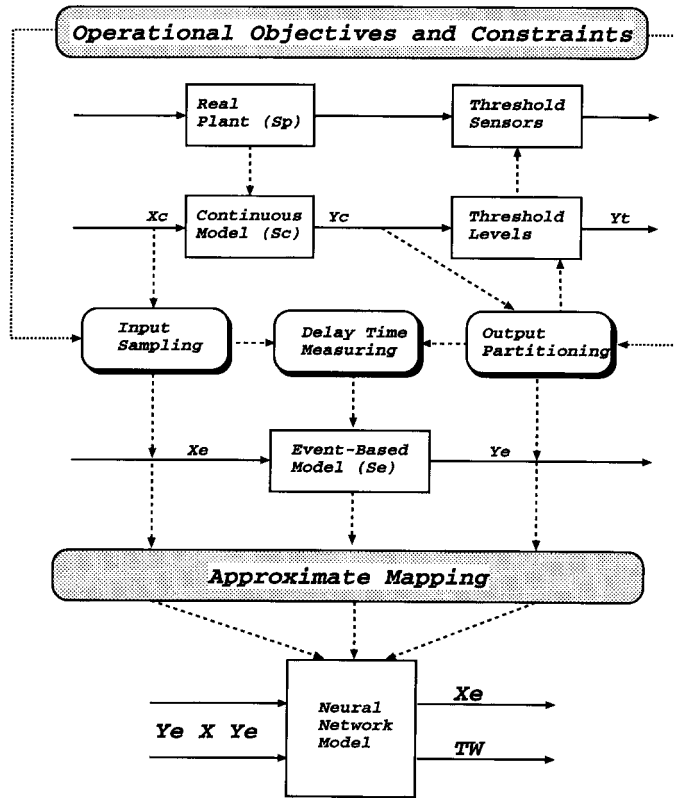 Operational Objectives and Constraints
Real
Plant (Sp)
Threshold
Sensors
Xc
Continuous
Model (Sc)
Yc
Threshold
Levels
Yt
Input
Sampling
Delay Time
Measuring
Output
Partitioning
Xe
Event-Based
Model (Se)
Ye
Approximate Mapping
Ye X Ye
Neural
Network
Model
Xe
TW